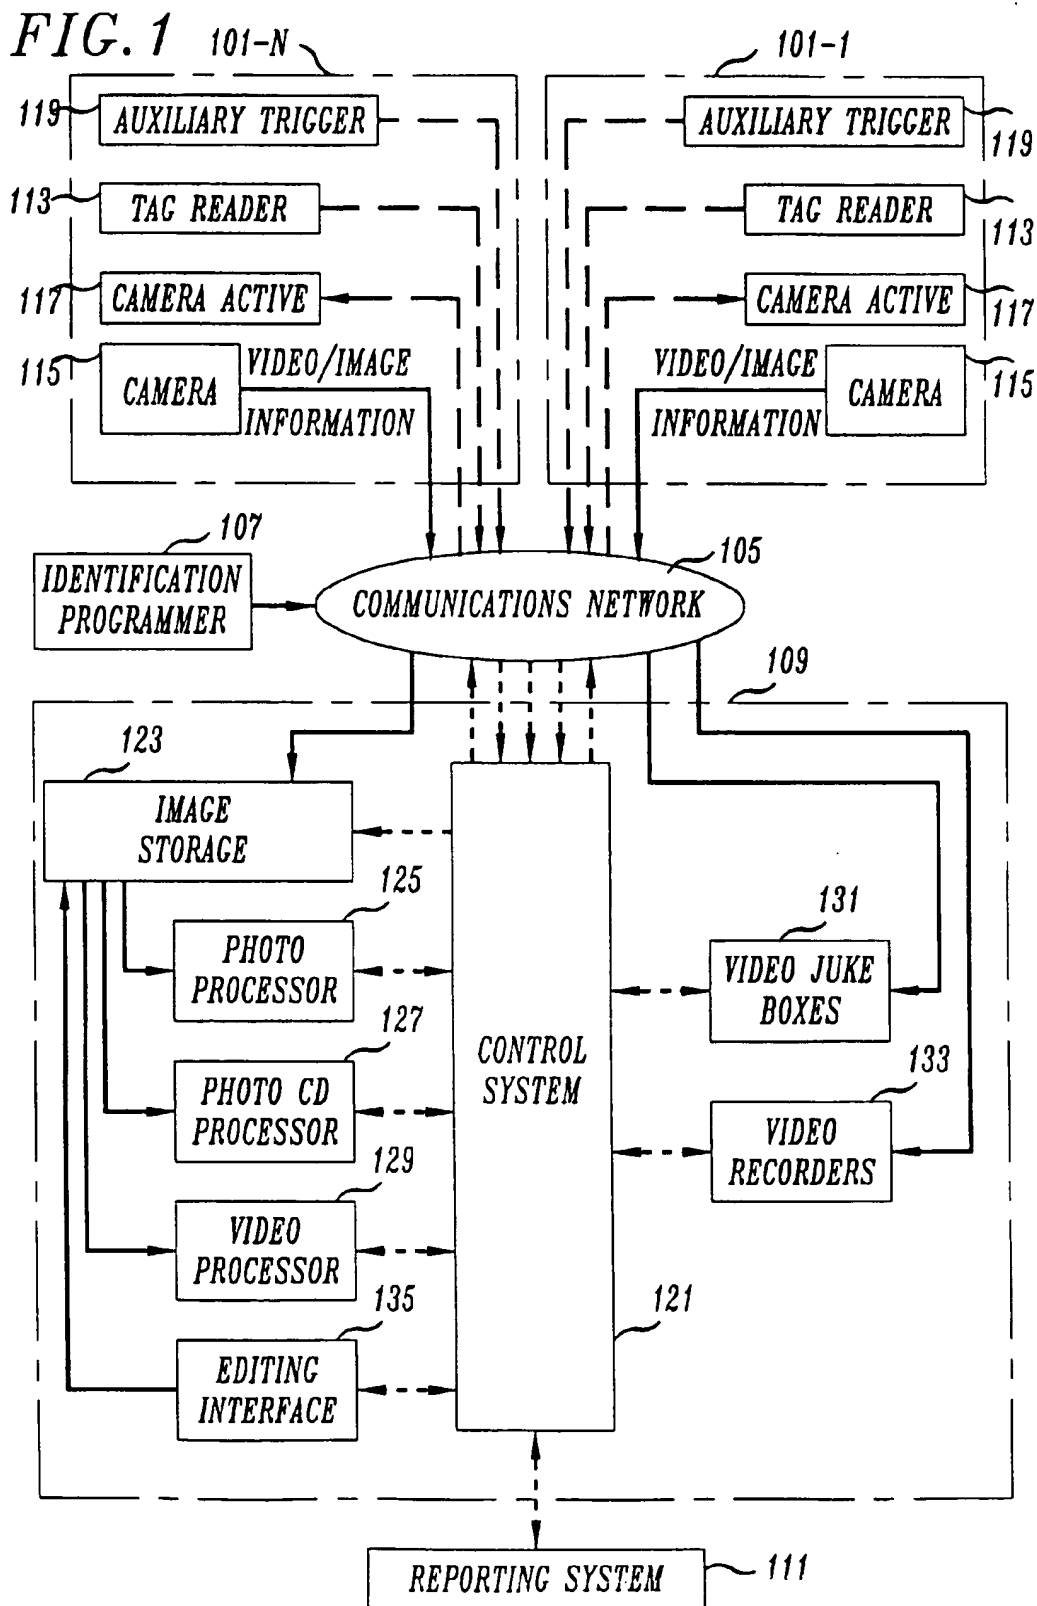 FIG. 1
101-N
101-1
119
AUXILIARY TRIGGER
AUXILIARY TRIGGER
119
113
TAG READER
TAG READER
113
117
CAMERA ACTIVE
CAMERA ACTIVE
117
115
CAMERA
VIDEO/IMAGE
INFORMATION
VIDEO/IMAGE
INFORMATION
CAMERA
115
107
IDENTIFICATION
PROGRAMMER
105
COMMUNICATIONS NETWORK
109
123
IMAGE
STORAGE
125
PHOTO
PROCESSOR
131
VIDEO JUKE
BOXES
127
PHOTO CD
PROCESSOR
CONTROL
SYSTEM
133
VIDEO
RECORDERS
129
VIDEO
PROCESSOR
135
EDITING
INTERFACE
121
REPORTING SYSTEM
111